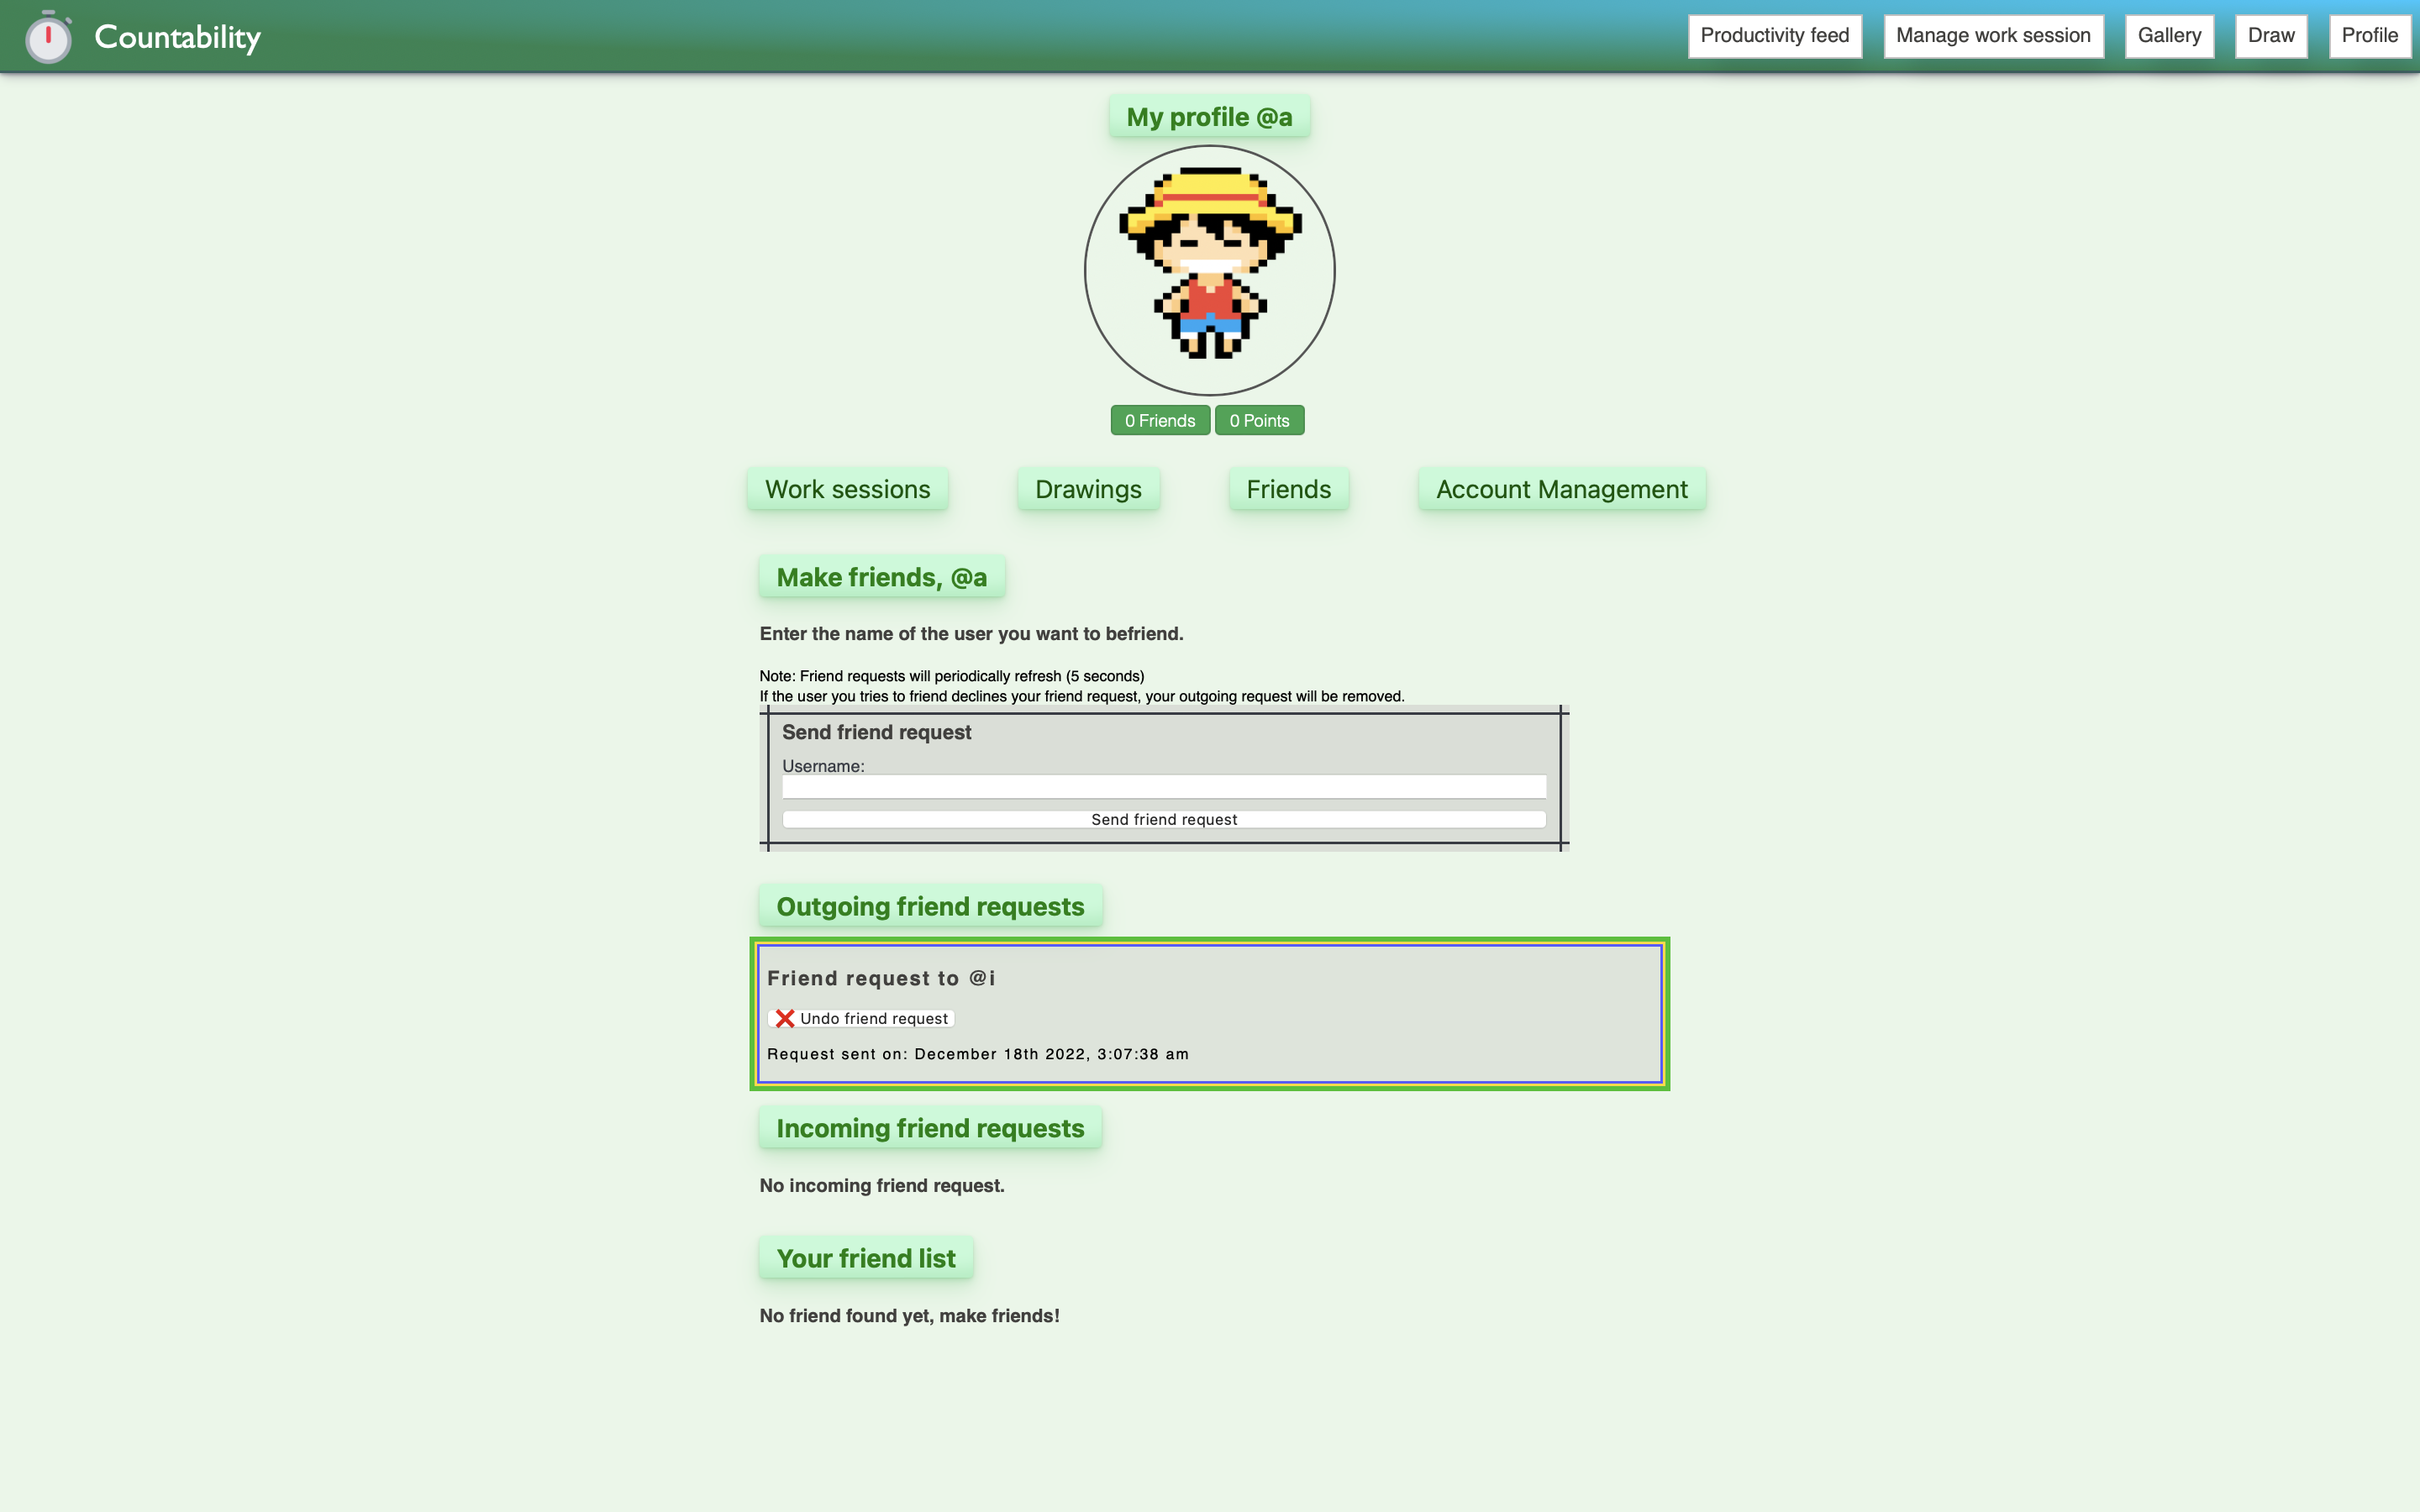 Countability
Productivity feed
Manage work session
Gallery
Draw
Profile
My profile @a
0 Friends
0 Points
Work sessions
Drawings
Friends
Account Management
Make friends, @a
Enter the name of the user you want to befriend.
Note: Friend requests will periodically refresh (5 seconds)
If the user you tries to friend declines your friend request, your outgoing request will be removed.
Send friend request
Username:
Send friend request
Outgoing friend requests
Friend request to @i
❌ Undo friend request
Request sent on: December 18th 2022, 3:07:38 am
Incoming friend requests
No incoming friend request.
Your friend list
No friend found yet, make friends!